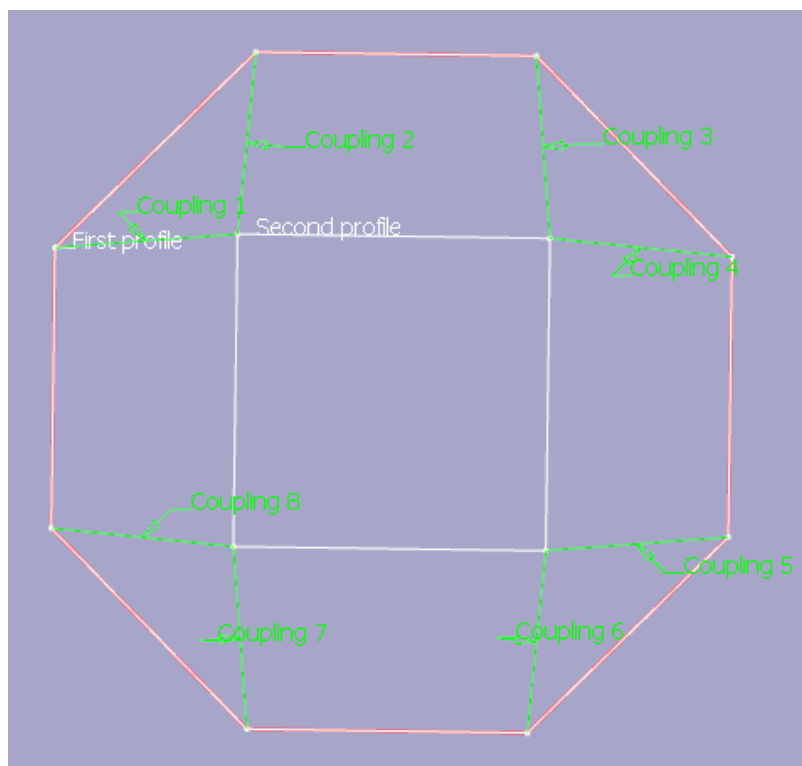 Coupling 2
Coupling 3
Coupling 1
Second profile
First profile
Coupling 4
Coupling 8
Coupling 5
Coupling 7
Coupling 6